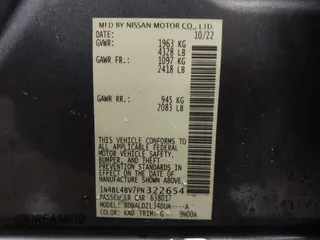 MFD BY NISSAN MOTOR CO., LTD.
DATE: 10/22
GVWR: 1963 KG
4328 LB
GAWR FR: 1097 KG
2418 LB
GAWR RR: 945 KG
2083 LB
THIS VEHICLE CONFORMS TO ALL APPLICABLE
FEDERAL MOTOR VEHICLE SAFETY, BUMPER, AND
THEFT PREVENTION STANDARDS IN EFFECT ON THE
DATE OF MANUFACTURE SHOWN ABOVE.
1N4BL4BV7PN322654
PASSENGER CAR
COLOR: KAD TRIM: G